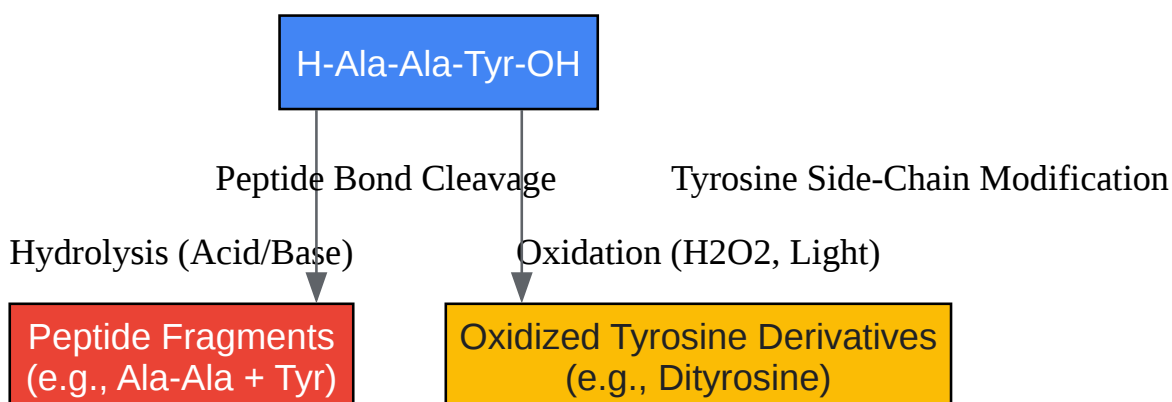 H-Ala-Ala-Tyr-OH
Peptide Bond Cleavage
Tyrosine Side-Chain Modification
Hydrolysis (Acid/Base)
Oxidation (H2O2, Light)
Peptide Fragments
(e.g., Ala-Ala + Tyr)
Oxidized Tyrosine Derivatives
(e.g., Dityrosine)